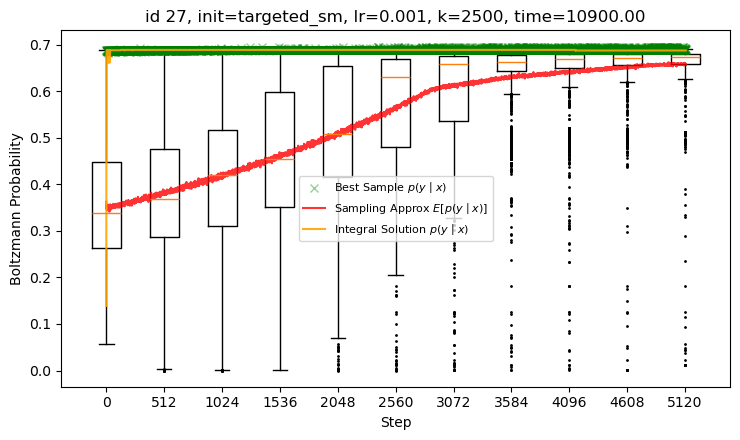 id 27, init=targeted_sm, lr=0.001, k=2500, time=10900.00
Boltzmann Probability
0.7
0.6
0.5
0.4
0.3
0.2
0.1
0.0
Best Sample p(y | x)
Sampling Approx E[p(y | x)]
Integral Solution p(y | x)
0 512 1024 1536 2048 2560 3072 3584 4096 4608 5120
Step